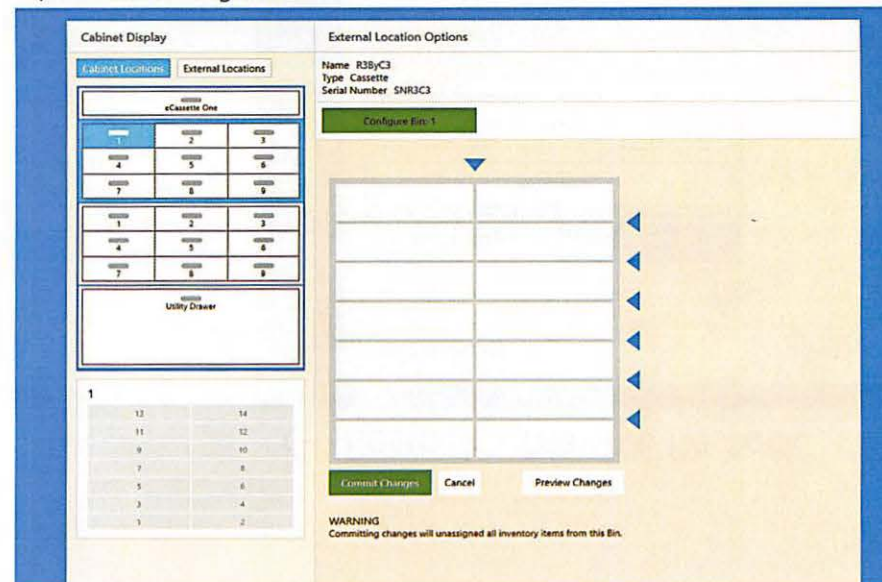 Cabinet Display
Cabinet Locations External Locations
eCassette One
1 2 3
4 5 6
7 8 9
1 2 3
4 5 6
7 8 9
Utility Drawer
1
13 14
11 12
9 10
7 8
5 6
3 4
1 2
External Location Options
Name R3ByC3
Type Cassette
Serial Number SNR3C3
Configure Bin: 1
Commit Changes Cancel Preview Changes
WARNING
Committing changes will unassigned all inventory items from this Bin.